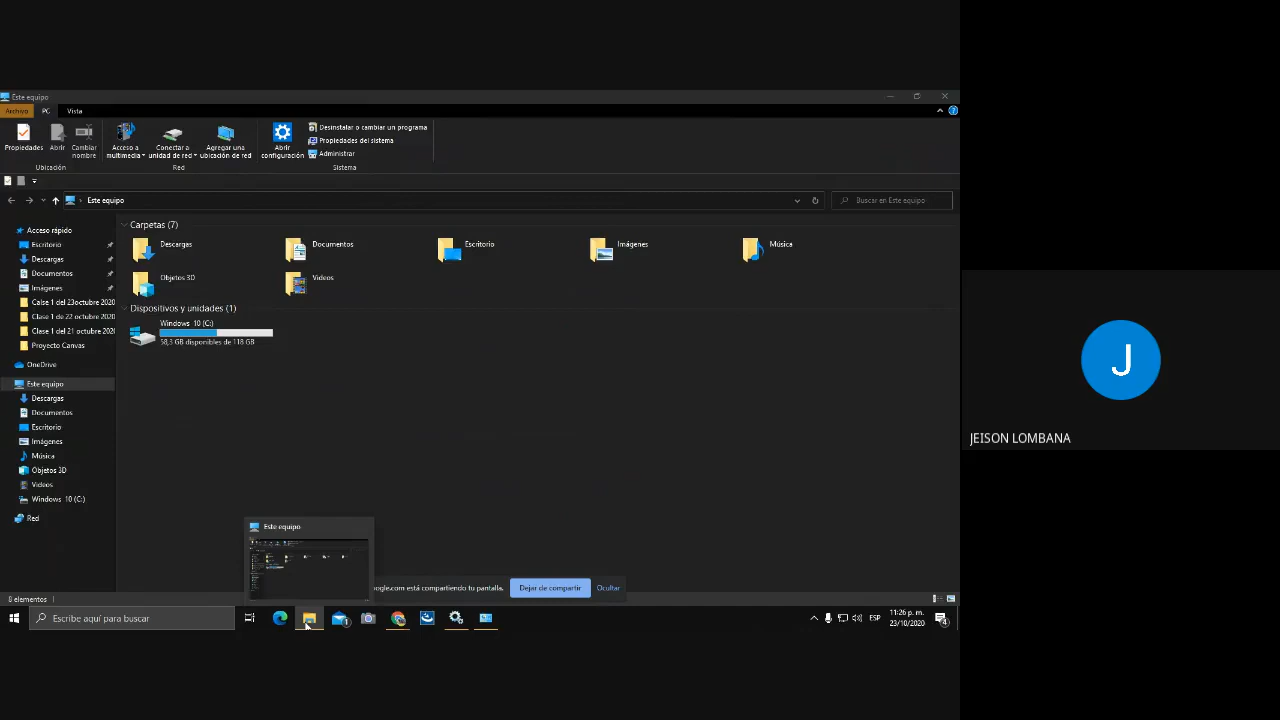 Este equipo
Archivo PC Vista
Propiedades
Abrir
Cambiar
nombre
Acceso a
multimedia
Conectar a
unidad de red
Agregar una
ubicación de red
Abrir
configuración
Desinstalar o cambiar un programa
Propiedades del sistema
Administrar
Ubicación
Red
Sistema
Este equipo
Buscar en Este equipo
Acceso rápido
Escritorio
Descargas
Documentos
Imágenes
Calse 1 del 23octubre 2020
Clase 1 de 22 octubre 2020
Clase 1 del 21 octubre 2020
Proyecto Canvas
OneDrive
Este equipo
Descargas
Documentos
Escritorio
Imágenes
Música
Objetos 3D
Videos
Windows 10 (C:)
Red
Carpetas (7)
Descargas
Documentos
Escritorio
Imágenes
Música
Objetos 3D
Videos
Dispositivos y unidades (1)
Windows 10 (C:)
58,3 GB disponibles de 118 GB
J
JEISON LOMBANA
Este equipo
ogle.com está compartiendo tu pantalla.
Dejar de compartir
Ocultar
8 elementos
Escribe aquí para buscar
ESP
11:26 p. m.
23/10/2020
4